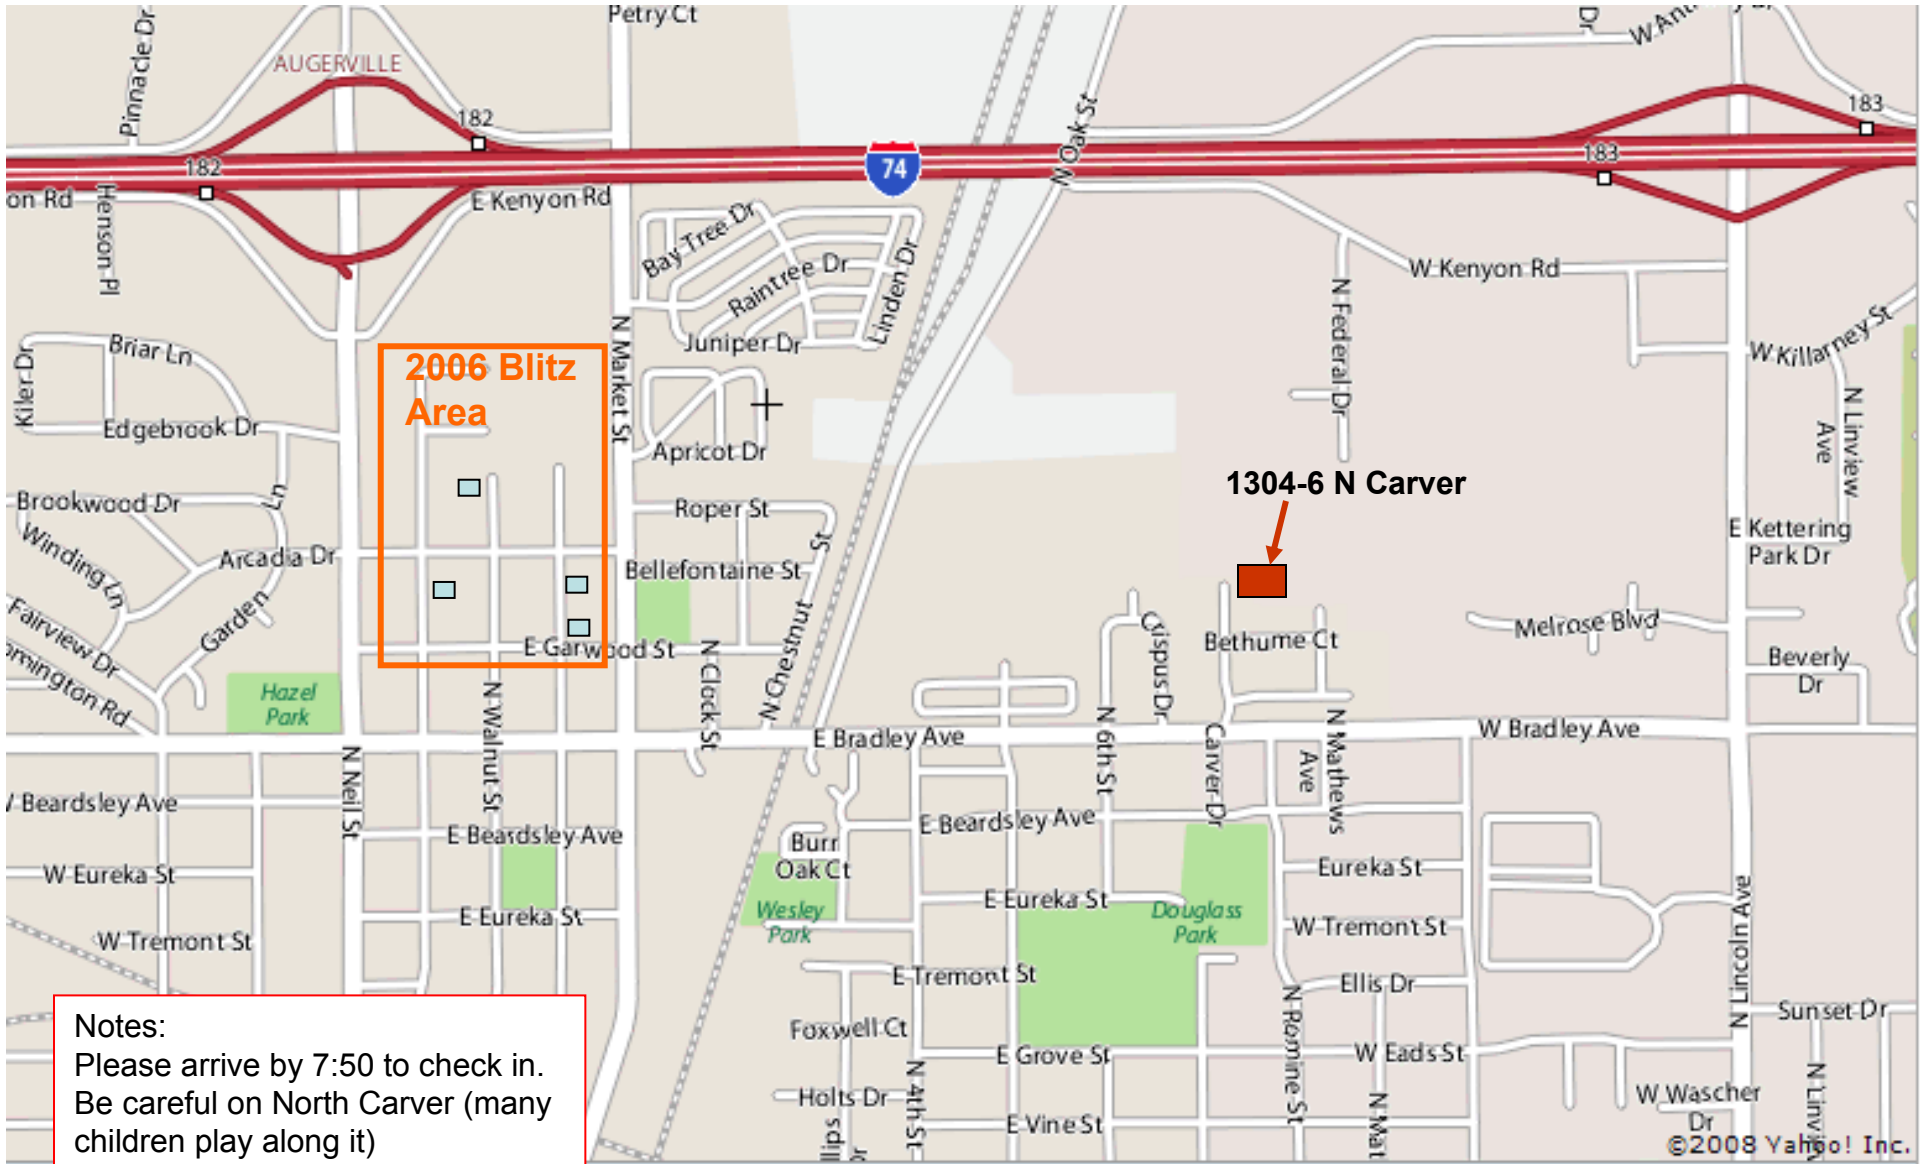 Petry Ct
Pinnacle Dr
AUGERVILLE
182
182
183
183
74
N Oak St
on Rd
Henson Pl
E Kenyon Rd
Bay Tree Dr
Raintree Dr
Linden Dr
Juniper Dr
W Kenyon Rd
N Federal Dr
W Killarney St
N Linview
Ave
Kiler Dr
Briar Ln
Edgebrook Dr
2006 Blitz
Area
N Market St
Apricot Dr
1304-6 N Carver
Brookwood Dr
Ln
Winding Ln
Arcadia Dr
Roper St
Bellefontaine St
E Kettering
Park Dr
Fairview Dr
Garden
E Garwood St
N Clock St
N Chestnut St
Crispus Dr
Bethume Ct
Melrose Blvd
Beverly
Dr
omington Rd
Hazel
Park
N Neil St
N Walnut St
E Bradley Ave
N 6th St
Carver Dr
N Mathews
Ave
W Bradley Ave
W Beardsley Ave
E Beardsley Ave
E Beardsley Ave
Burr
Oak Ct
W Eureka St
E Eureka St
E Eureka St
Eureka St
Wesley
Park
Douglass
Park
W Tremont St
W Tremont St
E Tremont St
Ellis Dr
N Lincoln Ave
Sunset Dr
Foxwell Ct
E Grove St
N Romine St
W Eads St
Holts Dr
N 4th St
E Vine St
N Mat
W Wascher
Dr
N Linvie
llips
Notes:
Please arrive by 7:50 to check in.
Be careful on North Carver (many
children play along it)
©2008 Yahoo! Inc.